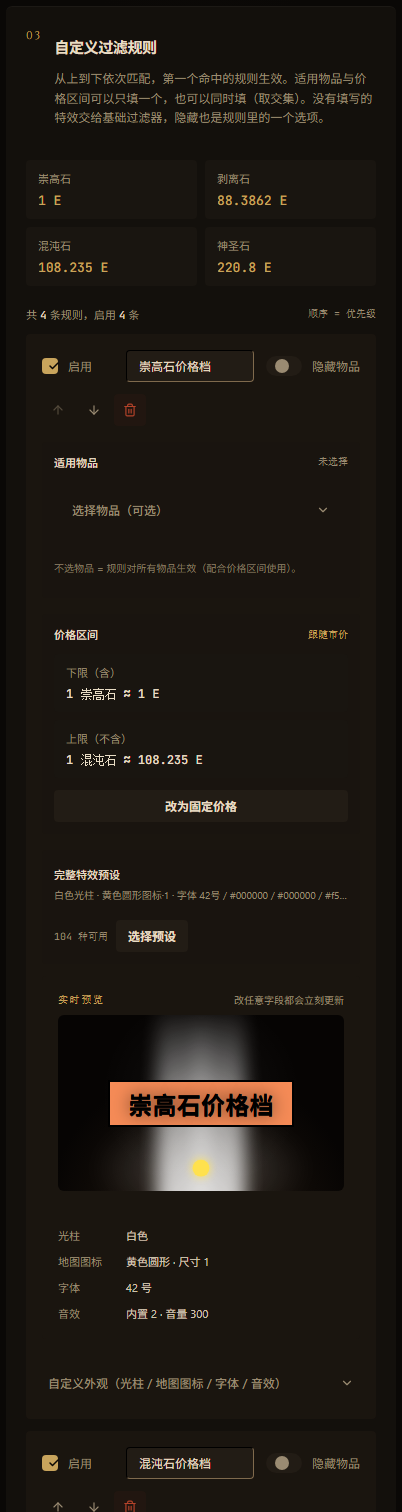 03
自定义过滤规则
从上到下依次匹配，第一个命中的规则生效。适用物品与价
格区间可以只填一个，也可以同时填（取交集）。没有填写的
特效交给基础过滤器，隐藏也是规则里的一个选项。
崇高石
1 E
剥离石
88.3862 E
混沌石
108.235 E
神圣石
220.8 E
共 4 条规则，启用 4 条
顺序 = 优先级
启用
崇高石价格档
隐藏物品
适用物品
未选择
选择物品（可选）
不选物品 = 规则对所有物品生效（配合价格区间使用）。
价格区间
跟随市价
下限（含）
1 崇高石 ≈ 1 E
上限（不含）
1 混沌石 ≈ 108.235 E
改为固定价格
完整特效预设
白色光柱 · 黄色圆形图标·1 · 字体 42号 / #000000 / #000000 / #f5...
184 种可用
选择预设
实时预览
改任意字段都会立刻更新
崇高石价格档
光柱
白色
地图图标
黄色圆形 · 尺寸 1
字体
42 号
音效
内置 2 · 音量 300
自定义外观（光柱 / 地图图标 / 字体 / 音效）
启用
混沌石价格档
隐藏物品